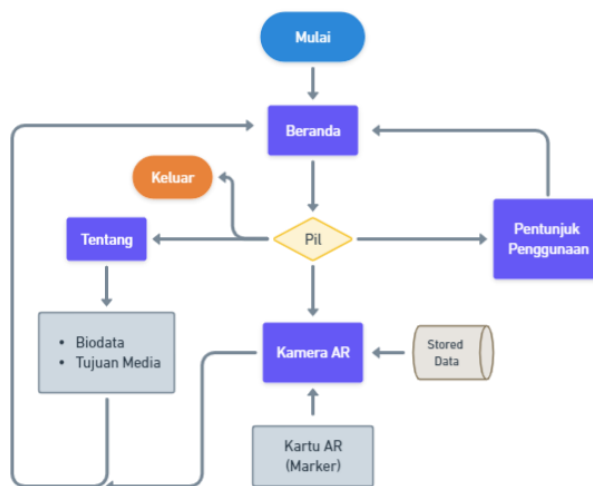 Mulai
Beranda
Keluar
Tentang
Pil
Pentunjuk
Penggunaan
• Biodata
• Tujuan Media
Kamera AR
Stored
Data
Kartu AR
(Marker)